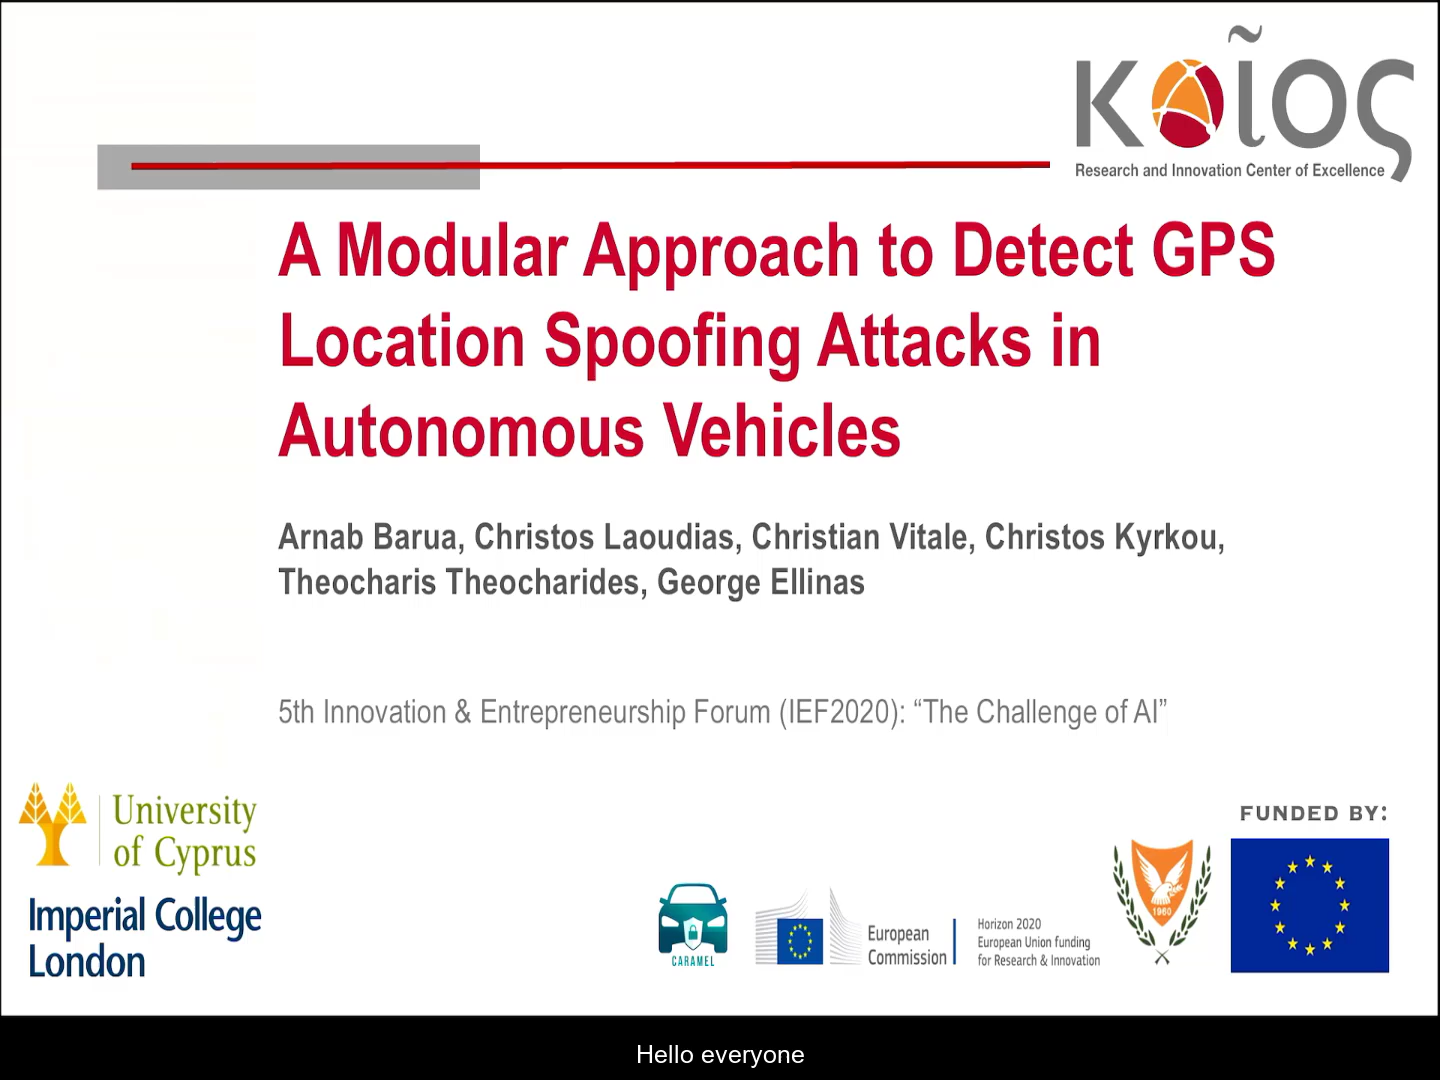 κοῖος
Research and Innovation Center of Excellence
A Modular Approach to Detect GPS
Location Spoofing Attacks in
Autonomous Vehicles
Arnab Barua, Christos Laoudias, Christian Vitale, Christos Kyrkou,
Theocharis Theocharides, George Ellinas
5th Innovation & Entrepreneurship Forum (IEF2020): “The Challenge of AI”
University
of Cyprus
Imperial College
London
CARAMEL
European
Commission
Horizon 2020
European Union funding
for Research & Innovation
FUNDED BY:
1960
Hello everyone